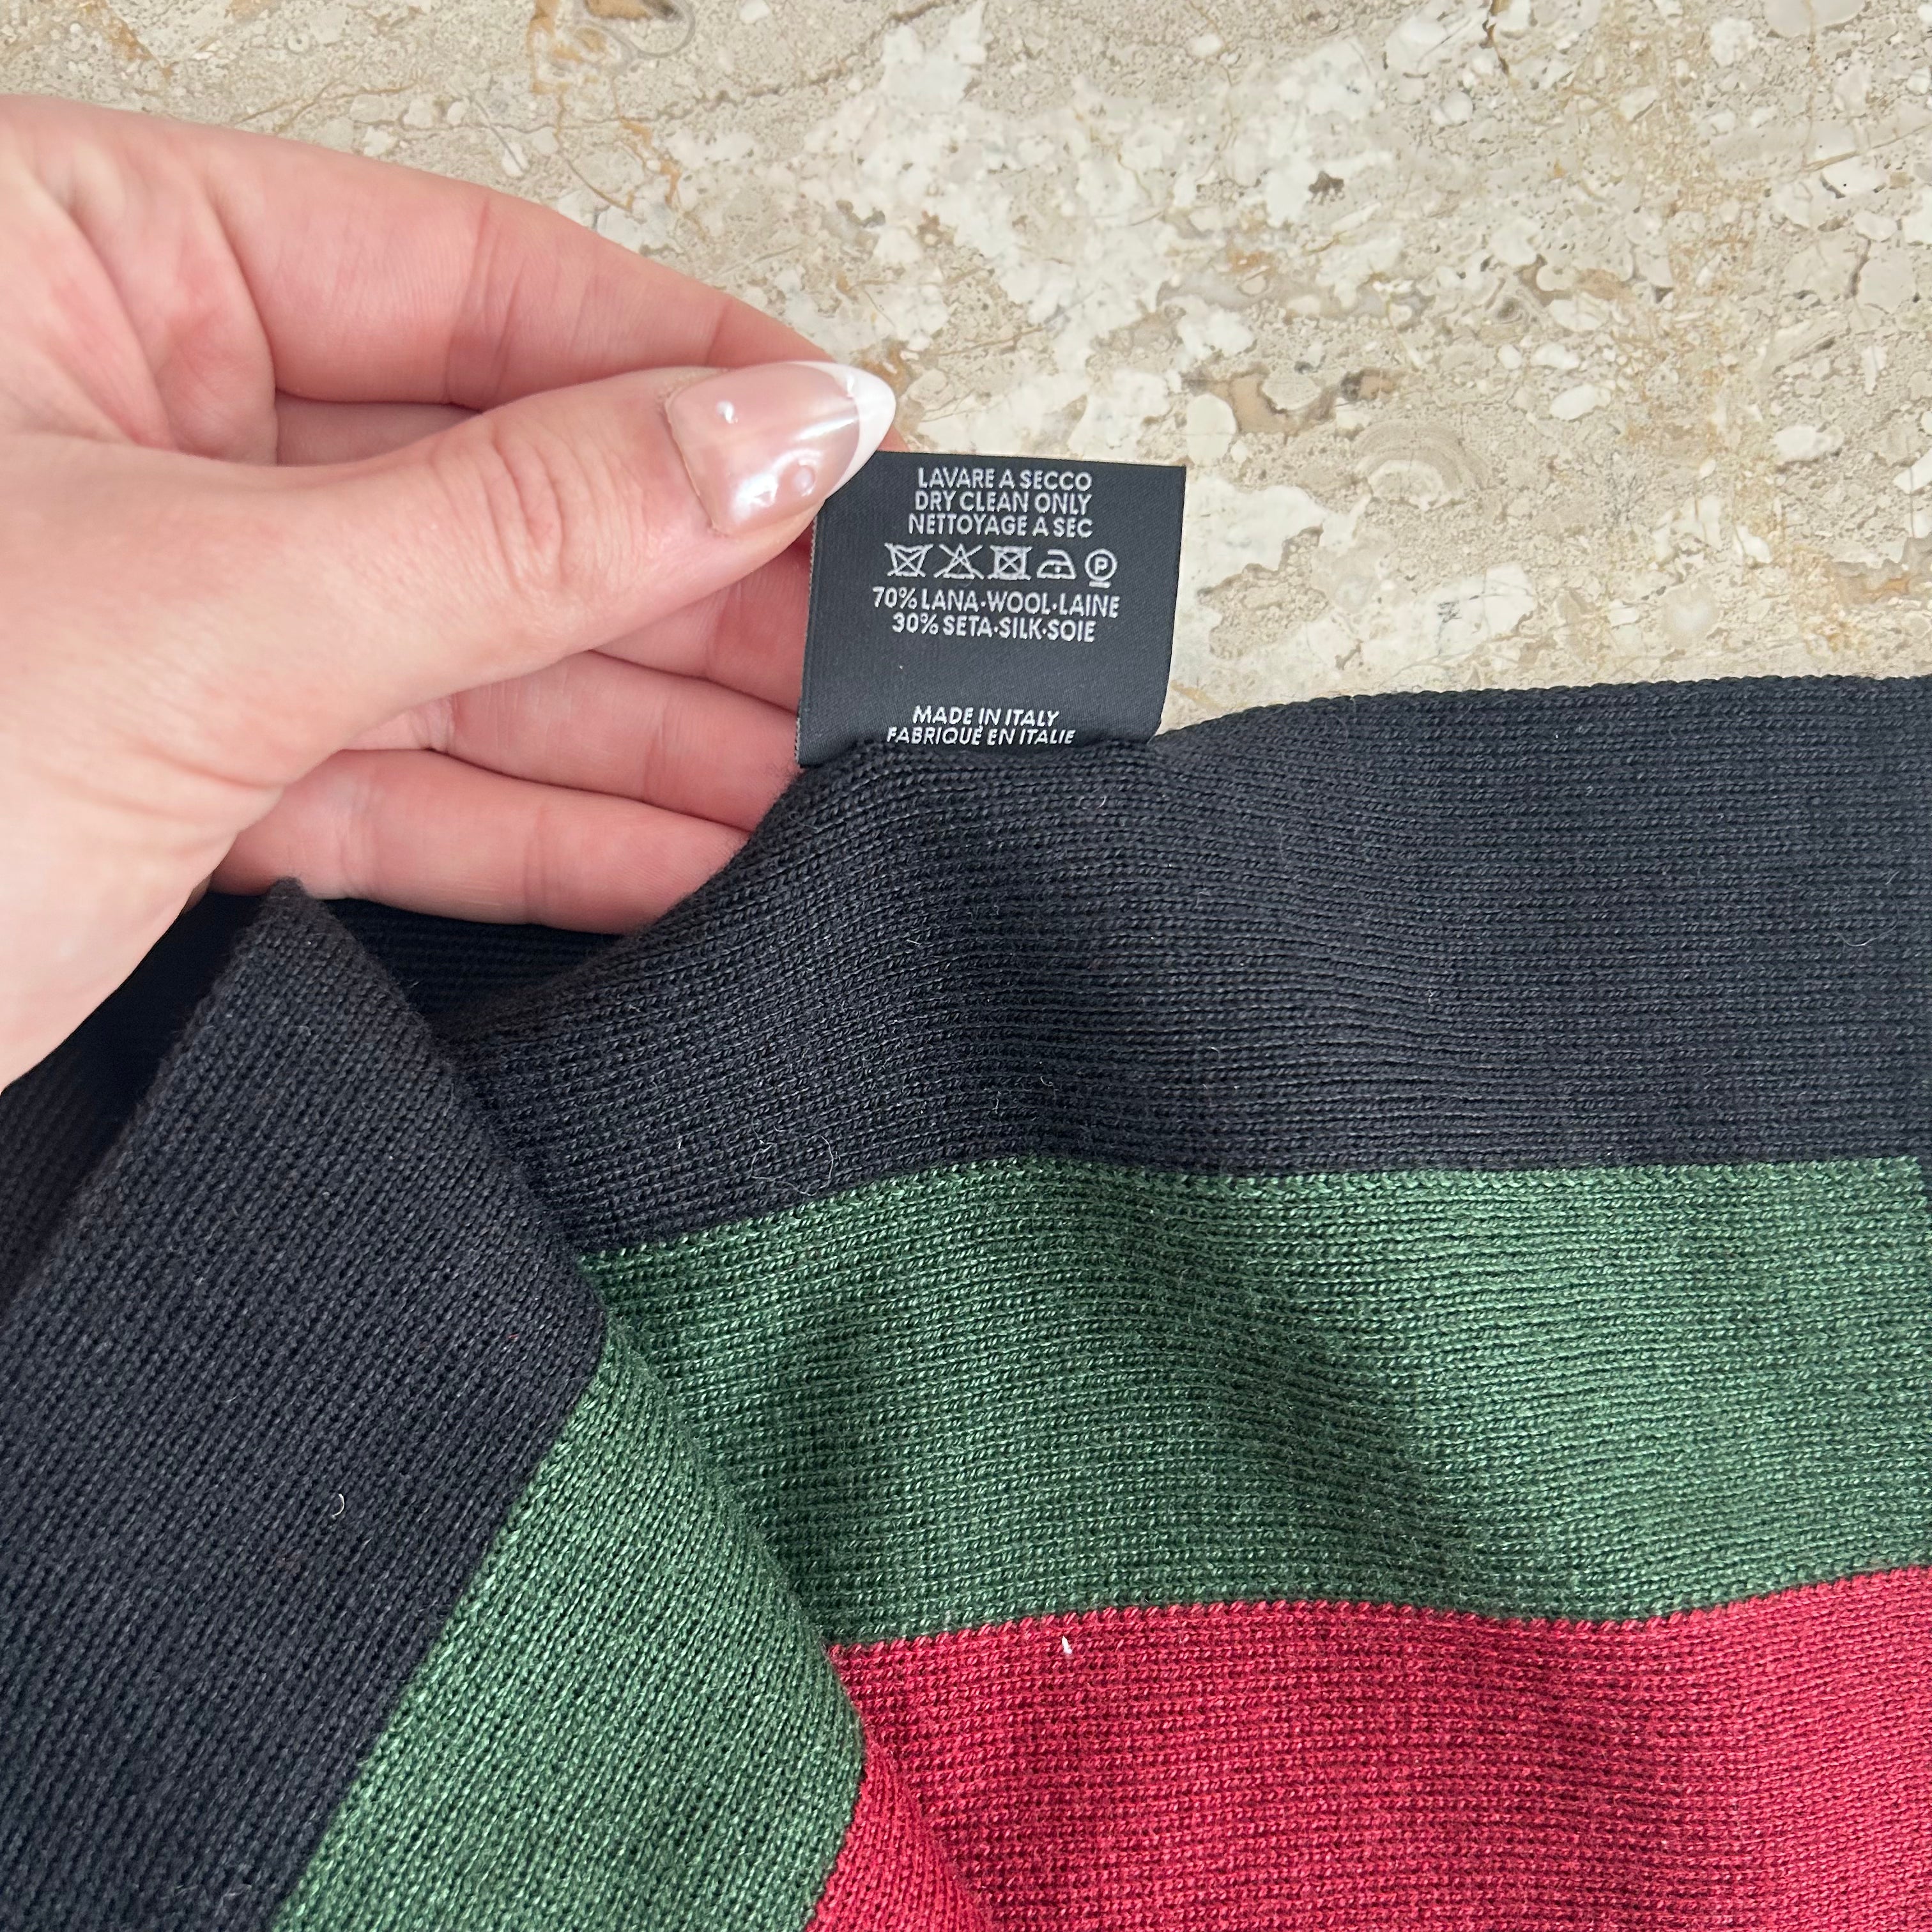 LAVARE A SECCO
DRY CLEAN ONLY
NETTOYAGE A SEC
P
70% LANA·WOOL·LAINE
30% SETA·SILK·SOIE
MADE IN ITALY
FABRIQUÉ EN ITALIE